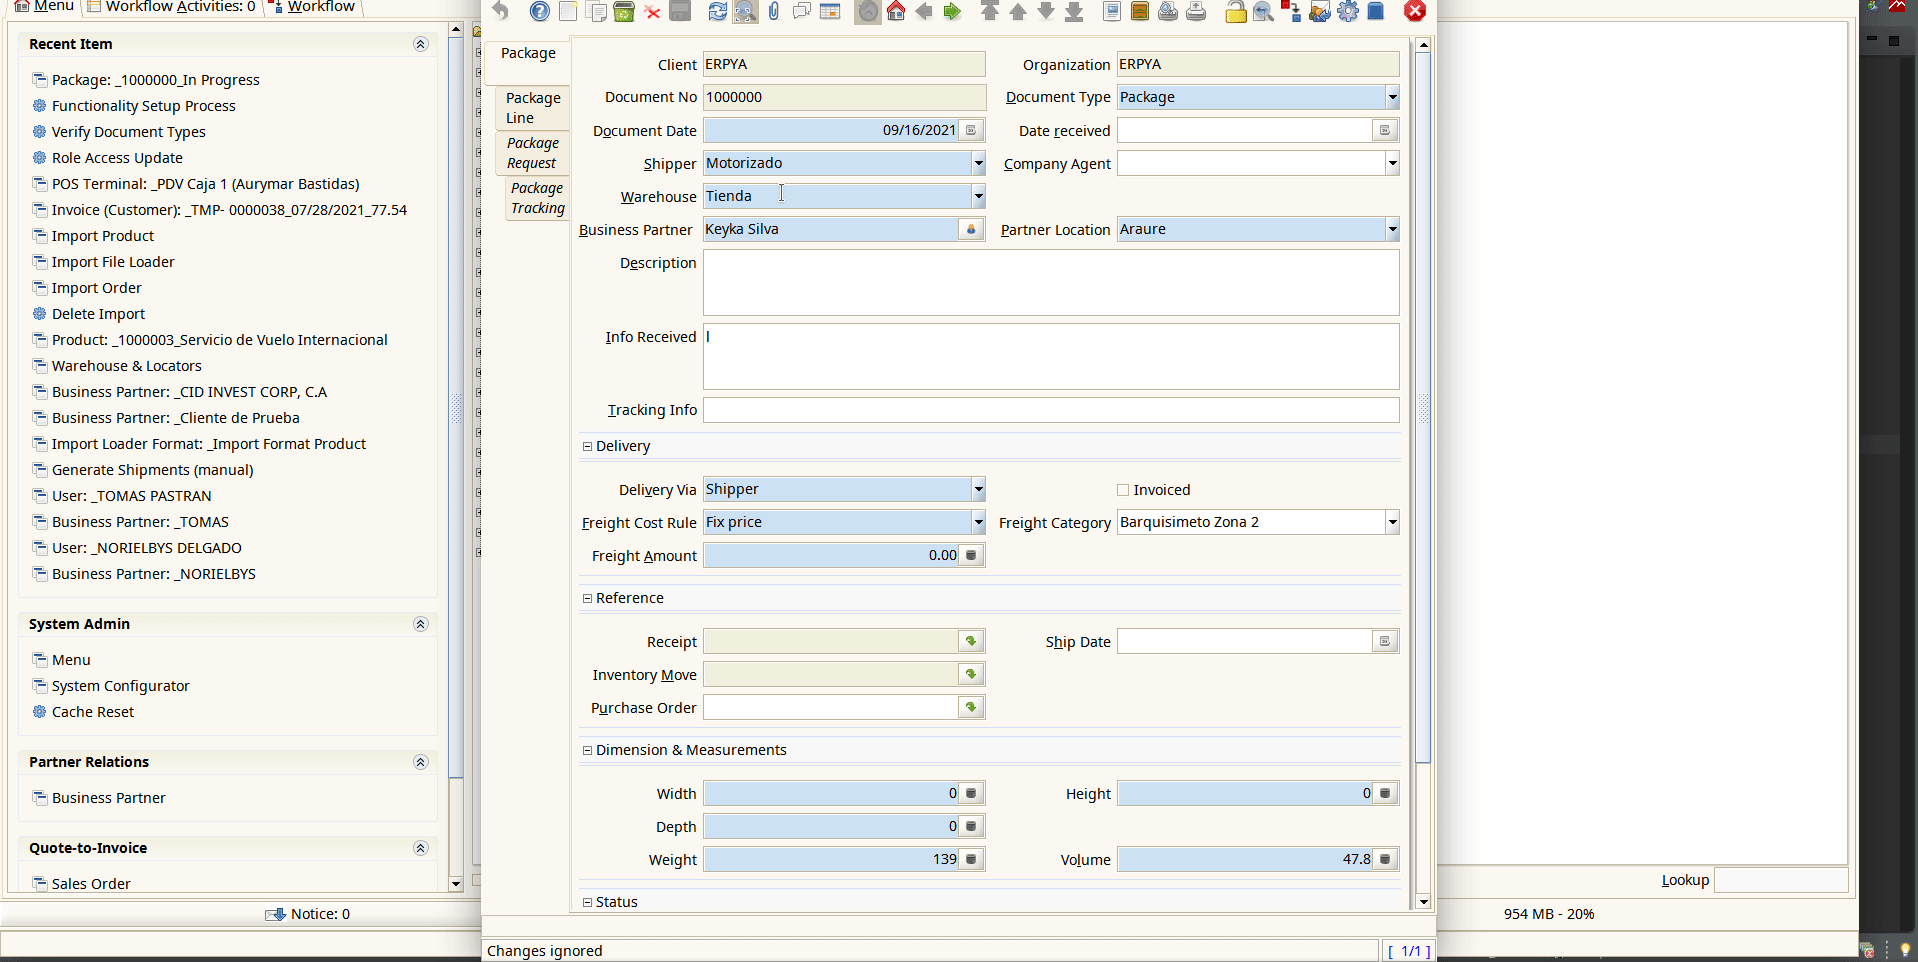 Menu
Workflow Activities: 0
Workflow
Recent Item
Package: _1000000_In Progress
Functionality Setup Process
Verify Document Types
Role Access Update
POS Terminal: _PDV Caja 1 (Aurymar Bastidas)
Invoice (Customer): _TMP- 0000038_07/28/2021_77.54
Import Product
Import File Loader
Import Order
Delete Import
Product: _1000003_Servicio de Vuelo Internacional
Warehouse & Locators
Business Partner: _CID INVEST CORP, C.A
Business Partner: _Cliente de Prueba
Import Loader Format: _Import Format Product
Generate Shipments (manual)
User: _TOMAS PASTRAN
Business Partner: _TOMAS
User: _NORIELBYS DELGADO
Business Partner: _NORIELBYS
System Admin
Menu
System Configurator
Cache Reset
Partner Relations
Business Partner
Quote-to-Invoice
Sales Order
Notice: 0
Package
Package
Line
Package
Request
Package
Tracking
Client ERPYA Organization ERPYA
Document No 1000000 Document Type Package
Document Date 09/16/2021 Date received
Shipper Motorizado Company Agent
Warehouse Tienda
Business Partner Keyka Silva Partner Location Araure
Description
Info Received l
Tracking Info
Delivery
Delivery Via Shipper Invoiced
Freight Cost Rule Fix price Freight Category Barquisimeto Zona 2
Freight Amount 0.00
Reference
Receipt Ship Date
Inventory Move
Purchase Order
Dimension & Measurements
Width 0 Height 0
Depth 0
Weight 139 Volume 47.8
Status
Changes ignored [ 1/1 ]
Lookup
954 MB - 20%